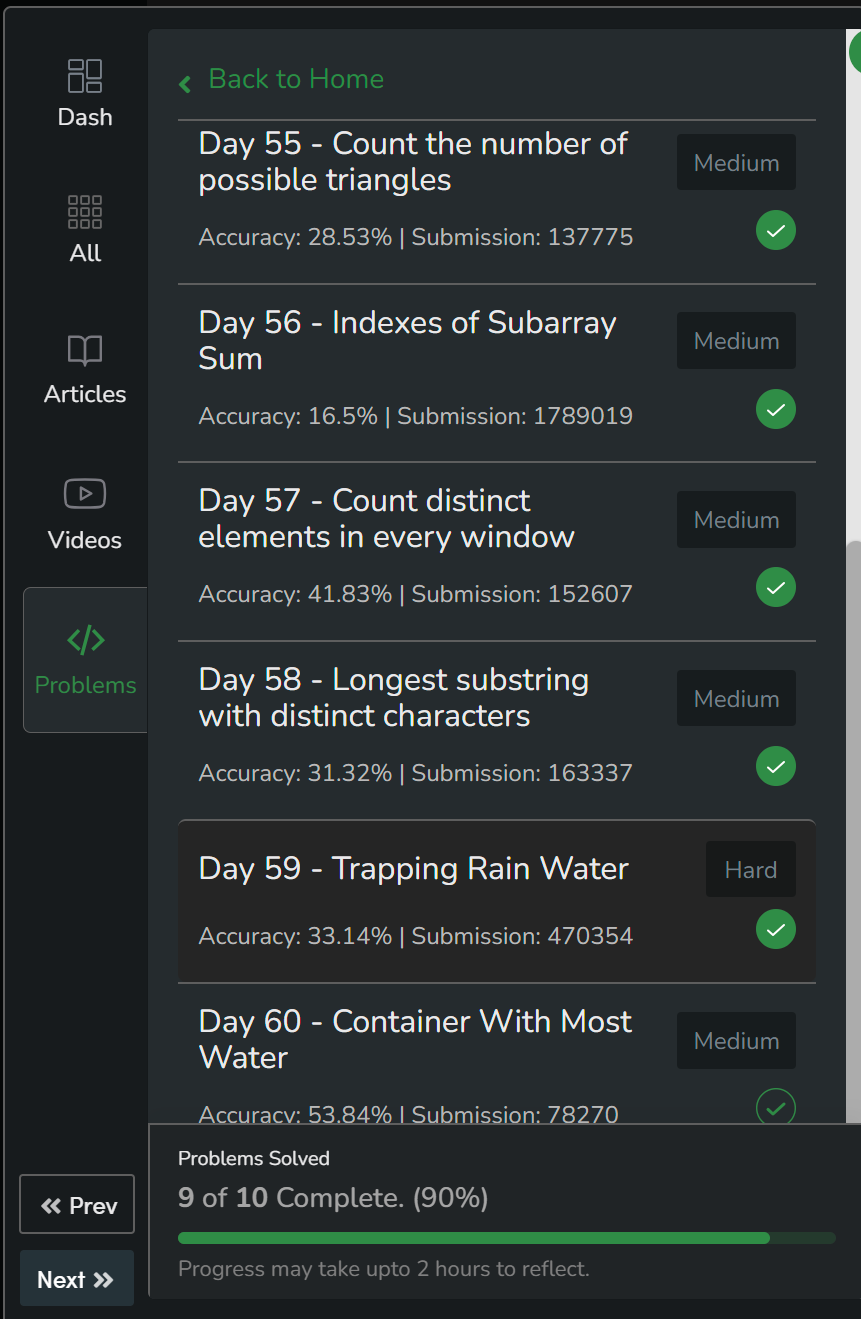 Dash
All
Articles
Videos
Problems
Prev
Next
Back to Home
Day 55 - Count the number of
possible triangles
Medium
Accuracy: 28.53% | Submission: 137775
Day 56 - Indexes of Subarray
Sum
Medium
Accuracy: 16.5% | Submission: 1789019
Day 57 - Count distinct
elements in every window
Medium
Accuracy: 41.83% | Submission: 152607
Day 58 - Longest substring
with distinct characters
Medium
Accuracy: 31.32% | Submission: 163337
Day 59 - Trapping Rain Water
Hard
Accuracy: 33.14% | Submission: 470354
Day 60 - Container With Most
Water
Medium
Accuracy: 53.84% | Submission: 78270
Problems Solved
9 of 10 Complete. (90%)
Progress may take upto 2 hours to reflect.